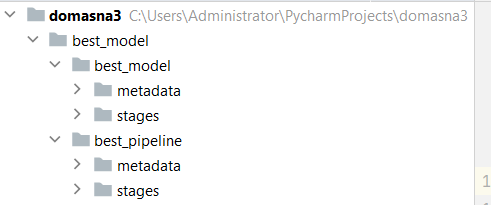 domasna3 C:\Users\Administrator\PycharmProjects\domasna3
best_model
best_model
metadata
stages
best_pipeline
metadata
stages
1